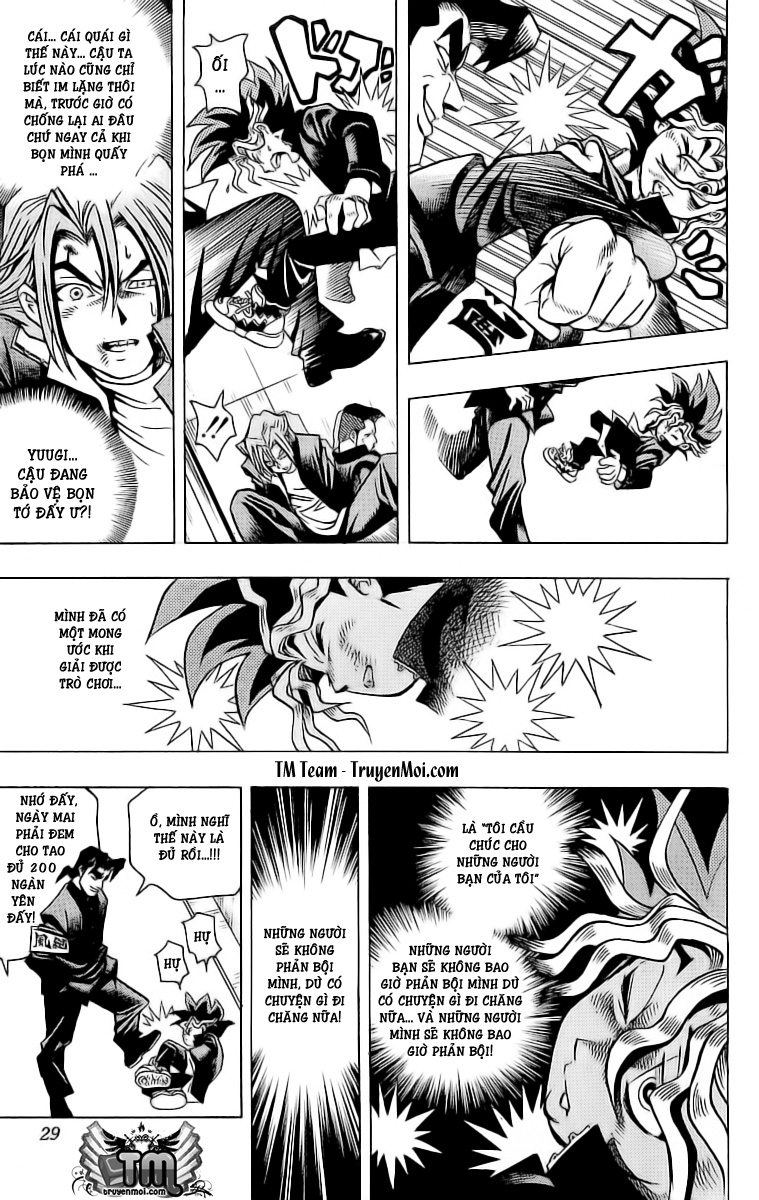 ドカッ
ỐI
...
ドカッ
CÁI... CÁI QUÁI GÌ
THẾ NÀY... CẬU TA
LÚC NÀO CŨNG CHỈ
BIẾT IM LẶNG THÔI
MÀ, TRƯỚC GIỜ CÓ
CHỐNG LẠI AI ĐÂU
CHỨ NGAY CẢ KHI
BỌN MÌNH QUẤY
PHÁ ...
...!!
YUUGI...
CẬU ĐANG
BẢO VỆ BỌN
TỚ ĐẤY Ư?!
MÌNH ĐÃ CÓ
MỘT MONG
ƯỚC KHI
GIẢI ĐƯỢC
TRÒ CHƠI...
TM Team - TruyenMoi.com
LÀ "TÔI CẦU
CHÚC CHO
NHỮNG NGƯỜI
BẠN CỦA TÔI"
NHỮNG NGƯỜI
BẠN SẼ KHÔNG BAO
GIỜ PHẢN BỘI MÌNH DÙ
CÓ CHUYỆN GÌ ĐI CHĂNG
NỮA... VÀ NHỮNG NGƯỜI
MÌNH SẼ KHÔNG BAO
GIỜ PHẢN BỘI!
NHỮNG NGƯỜI
SẼ KHÔNG
PHẢN BỘI
MÌNH, DÙ CÓ
CHUYỆN GÌ ĐI
CHĂNG NỮA!
Ồ, MÌNH NGHĨ
THẾ NÀY LÀ
ĐỦ RỒI...!!!
HỰ
HỰ
NHỚ ĐẤY,
NGÀY MAI
PHẢI ĐEM
CHO TAO
ĐỦ 200
NGÀN
YÊN
ĐẤY!
29
TM
truyenmoi.com